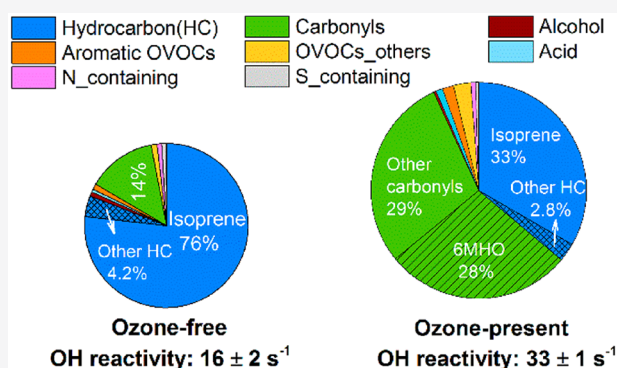 Hydrocarbon(HC) Carbonyls Alcohol
Aromatic OVOCs OVOCs_others Acid
N_containing S_containing
14%
Isoprene
76%
Other HC
4.2%
Isoprene
33%
Other HC
2.8%
Other
carbonyls
29%
6MHO
28%
Ozone-free
OH reactivity: 16 ± 2 s⁻¹
Ozone-present
OH reactivity: 33 ± 1 s⁻¹